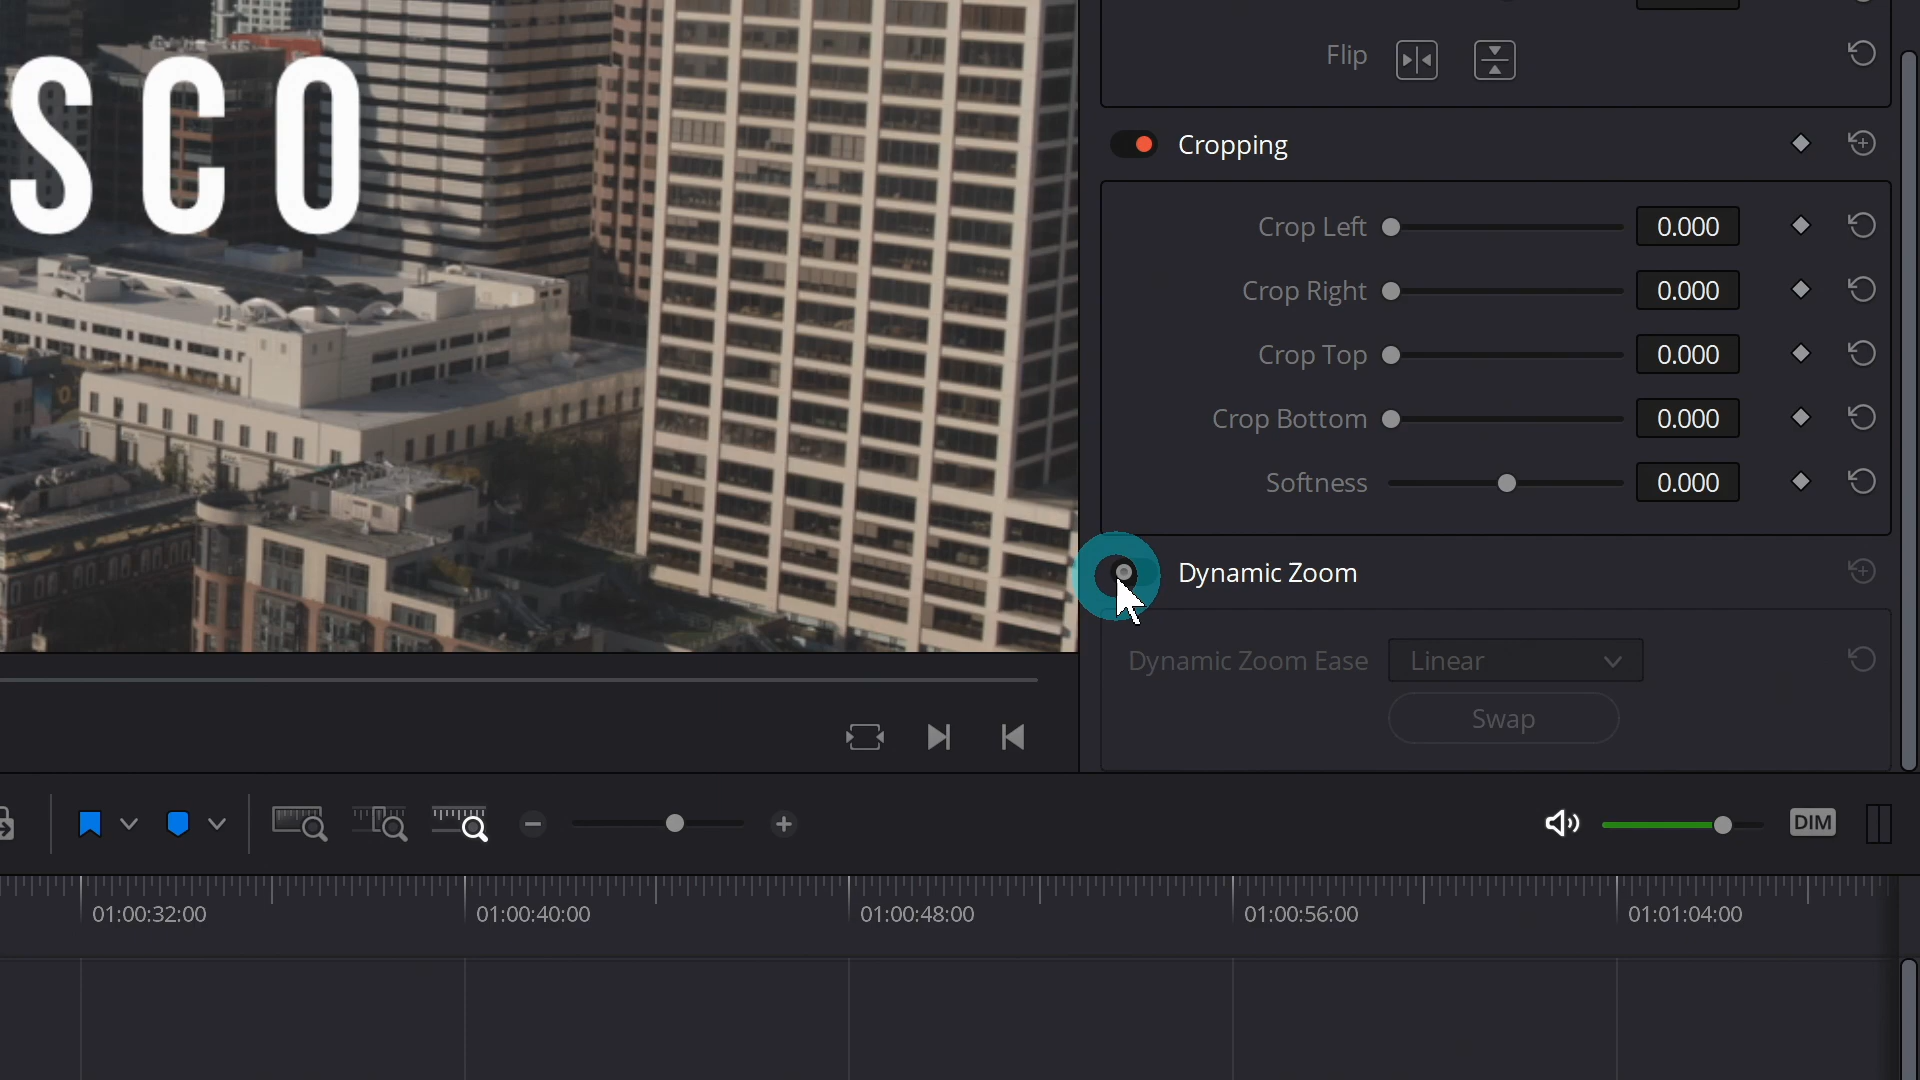 SCO
Flip
Cropping
Crop Left 0.000
Crop Right 0.000
Crop Top 0.000
Crop Bottom 0.000
Softness 0.000
Dynamic Zoom
Dynamic Zoom Ease Linear
Swap
DIM
01:00:32:00 01:00:40:00 01:00:48:00 01:00:56:00 01:01:04:00